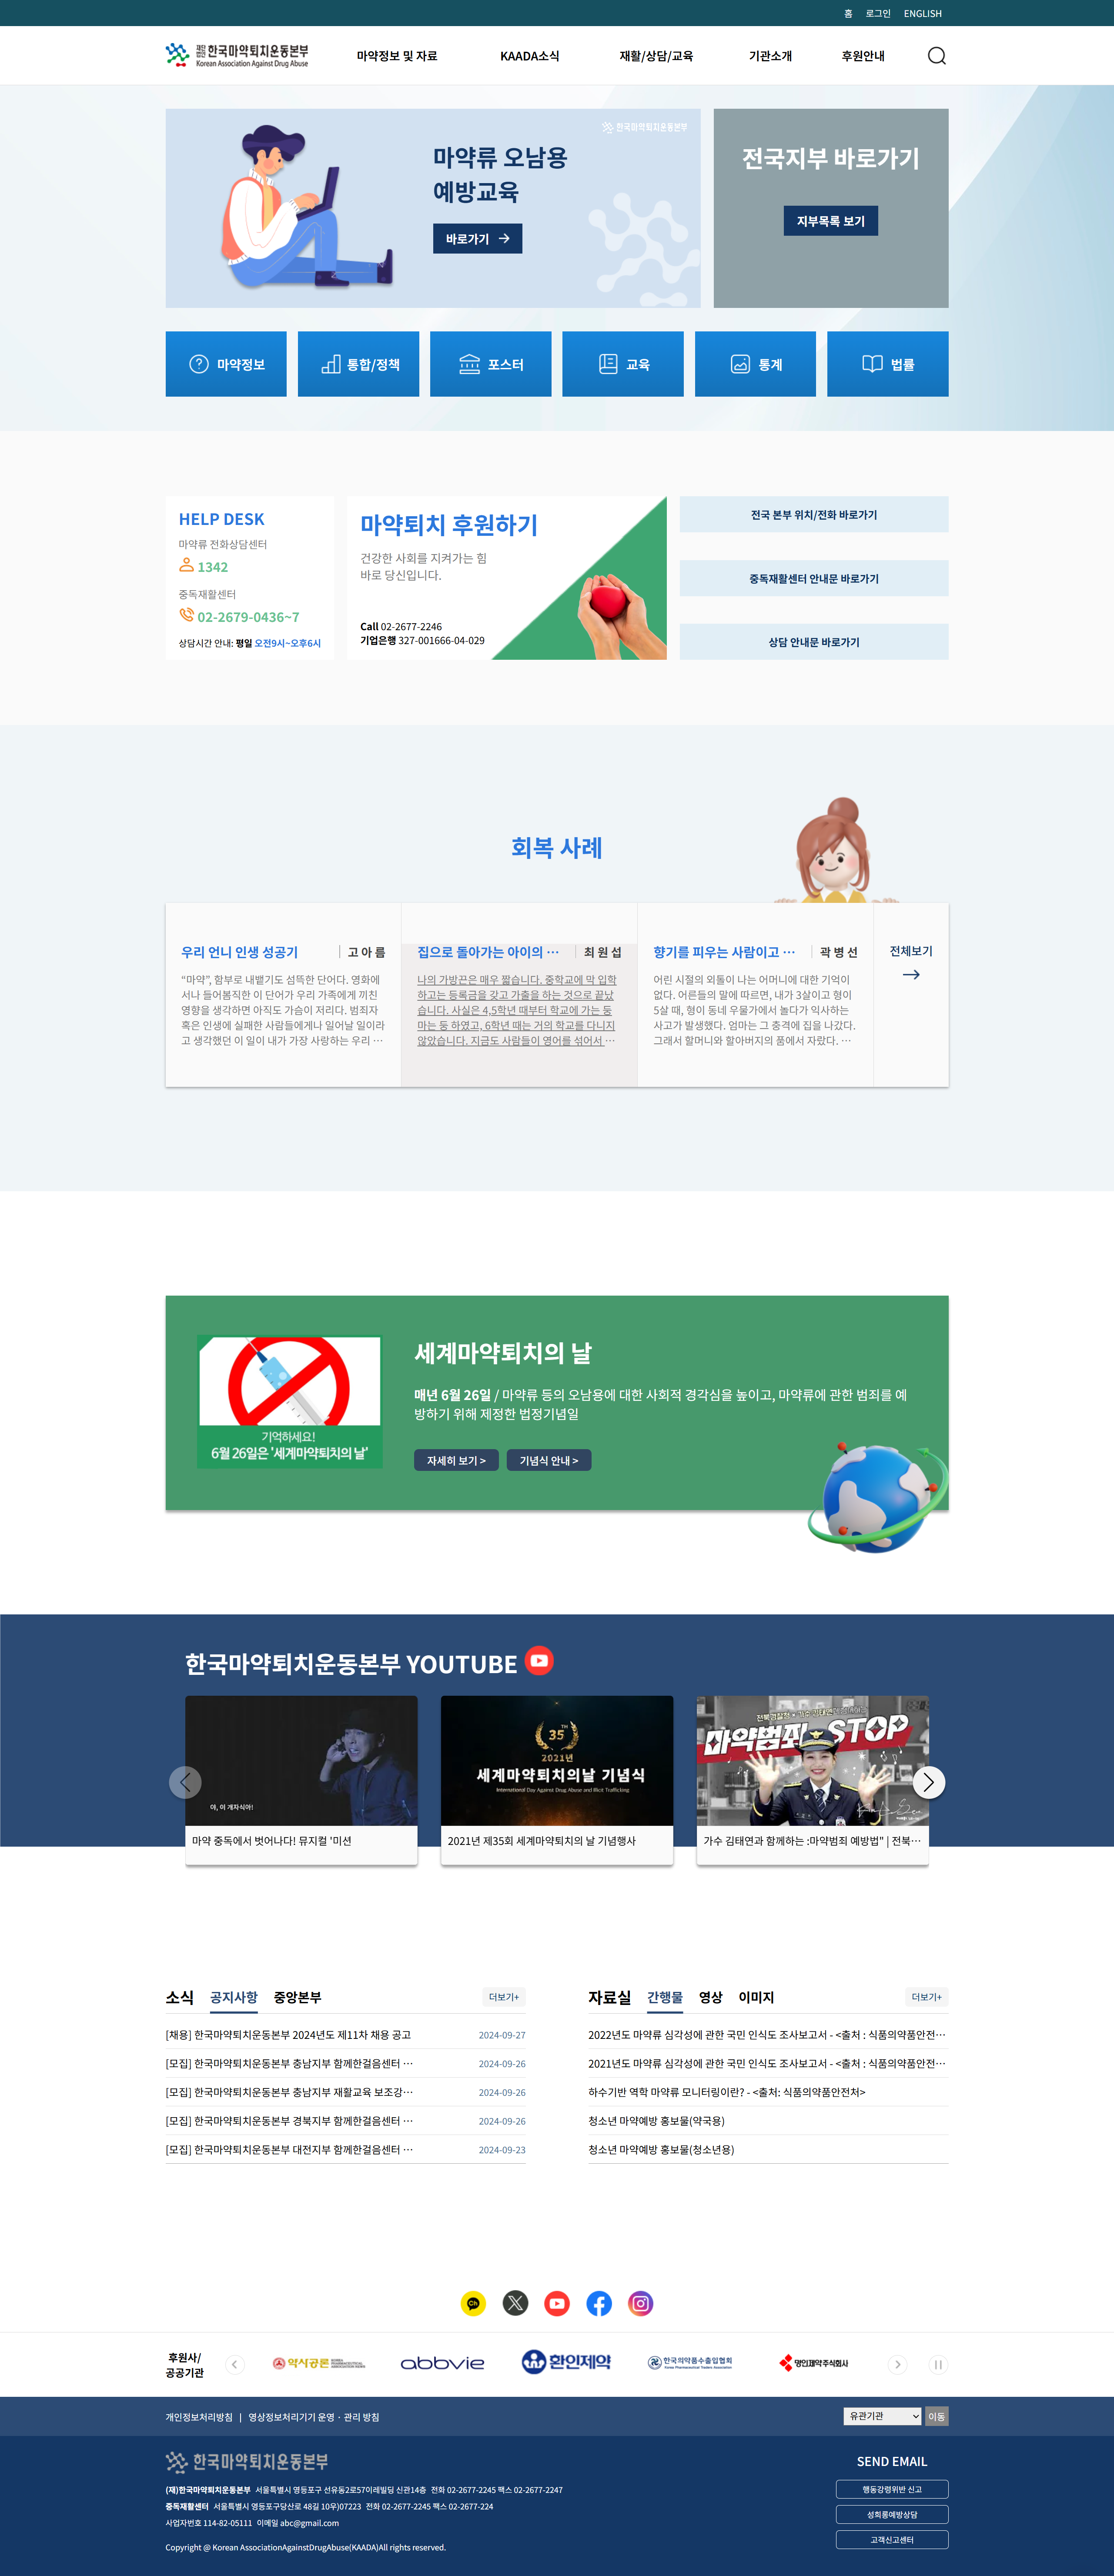 홈 로그인 ENGLISH
한국마약퇴치운동본부
Korean Association Against Drug Abuse
마약정보 및 자료
KAADA소식
재활/상담/교육
기관소개
후원안내
한국마약퇴치운동본부
마약류 오남용
예방교육
바로가기
전국지부 바로가기
지부목록 보기
마약정보
통합/정책
포스터
교육
통계
법률
HELP DESK
마약류 전화상담센터
1342
중독재활센터
02-2679-0436~7
상담시간 안내: 평일 오전9시~오후6시
마약퇴치 후원하기
건강한 사회를 지켜가는 힘
바로 당신입니다.
Call 02-2677-2246
기업은행 327-001666-04-029
전국 본부 위치/전화 바로가기
중독재활센터 안내문 바로가기
상담 안내문 바로가기
회복 사례
우리 언니 인생 성공기
고 아 름
“마약”, 함부로 내뱉기도 섬뜩한 단어다. 영화에
서나 들어봄직한 이 단어가 우리 가족에게 끼친
영향을 생각하면 아직도 가슴이 저리다. 범죄자
혹은 인생에 실패한 사람들에게나 일어날 일이라
고 생각했던 이 일이 내가 가장 사랑하는 우리 …
집으로 돌아가는 아이의 …
최 원 섭
나의 가방끈은 매우 짧습니다. 중학교에 막 입학
하고는 등록금을 갖고 가출을 하는 것으로 끝났
습니다. 사실은 4,5학년 때부터 학교에 가는 둥
마는 둥 하였고, 6학년 때는 거의 학교를 다니지
않았습니다. 지금도 사람들이 영어를 섞어서 …
향기를 피우는 사람이고 …
곽 병 선
어린 시절의 외톨이 나는 어머니에 대한 기억이
없다. 어른들의 말에 따르면, 내가 3살이고 형이
5살 때, 형이 동네 우물가에서 놀다가 익사하는
사고가 발생했다. 엄마는 그 충격에 집을 나갔다.
그래서 할머니와 할아버지의 품에서 자랐다. …
전체보기
기억하세요!
6월 26일은 '세계마약퇴치의 날'
세계마약퇴치의 날
매년 6월 26일 / 마약류 등의 오남용에 대한 사회적 경각심을 높이고, 마약류에 관한 범죄를 예
방하기 위해 제정한 법정기념일
자세히 보기 >
기념식 안내 >
한국마약퇴치운동본부 YOUTUBE
야, 이 개자식아!
마약 중독에서 벗어나다! 뮤지컬 '미션
35TH
2021년
세계마약퇴치의날 기념식
International Day Against Drug Abuse and Illicit Trafficking
2021년 제35회 세계마약퇴치의 날 기념행사
마약범죄 STOP
가수 김태연과 함께하는 :마약범죄 예방법" | 전북…
소식 공지사항 중앙본부 더보기+
[채용] 한국마약퇴치운동본부 2024년도 제11차 채용 공고 2024-09-27
[모집] 한국마약퇴치운동본부 충남지부 함께한걸음센터 … 2024-09-26
[모집] 한국마약퇴치운동본부 충남지부 재활교육 보조강… 2024-09-26
[모집] 한국마약퇴치운동본부 경북지부 함께한걸음센터 … 2024-09-26
[모집] 한국마약퇴치운동본부 대전지부 함께한걸음센터 … 2024-09-23
자료실 간행물 영상 이미지 더보기+
2022년도 마약류 심각성에 관한 국민 인식도 조사보고서 - <출처 : 식품의약품안전…
2021년도 마약류 심각성에 관한 국민 인식도 조사보고서 - <출처 : 식품의약품안전…
하수기반 역학 마약류 모니터링이란? - <출처: 식품의약품안전처>
청소년 마약예방 홍보물(약국용)
청소년 마약예방 홍보물(청소년용)
Ch
후원사/
공공기관
약사공론
abbvie
환인제약
한국의약품수출입협회
Korea Pharmaceutical Traders Association
명인제약주식회사
개인정보처리방침 | 영상정보처리기기 운영 · 관리 방침
유관기관
이동
한국마약퇴치운동본부
(재)한국마약퇴치운동본부 서울특별시 영등포구 선유동2로57이레빌딩 신관14층 전화 02-2677-2245 팩스 02-2677-2247
중독재활센터 서울특별시 영등포구당산로 48길 10우)07223 전화 02-2677-2245 팩스 02-2677-224
사업자번호 114-82-05111 이메일 abc@gmail.com
Copyright @ Korean AssociationAgainstDrugAbuse(KAADA)All rights reserved.
SEND EMAIL
행동강령위반 신고
성희롱예방상담
고객신고센터